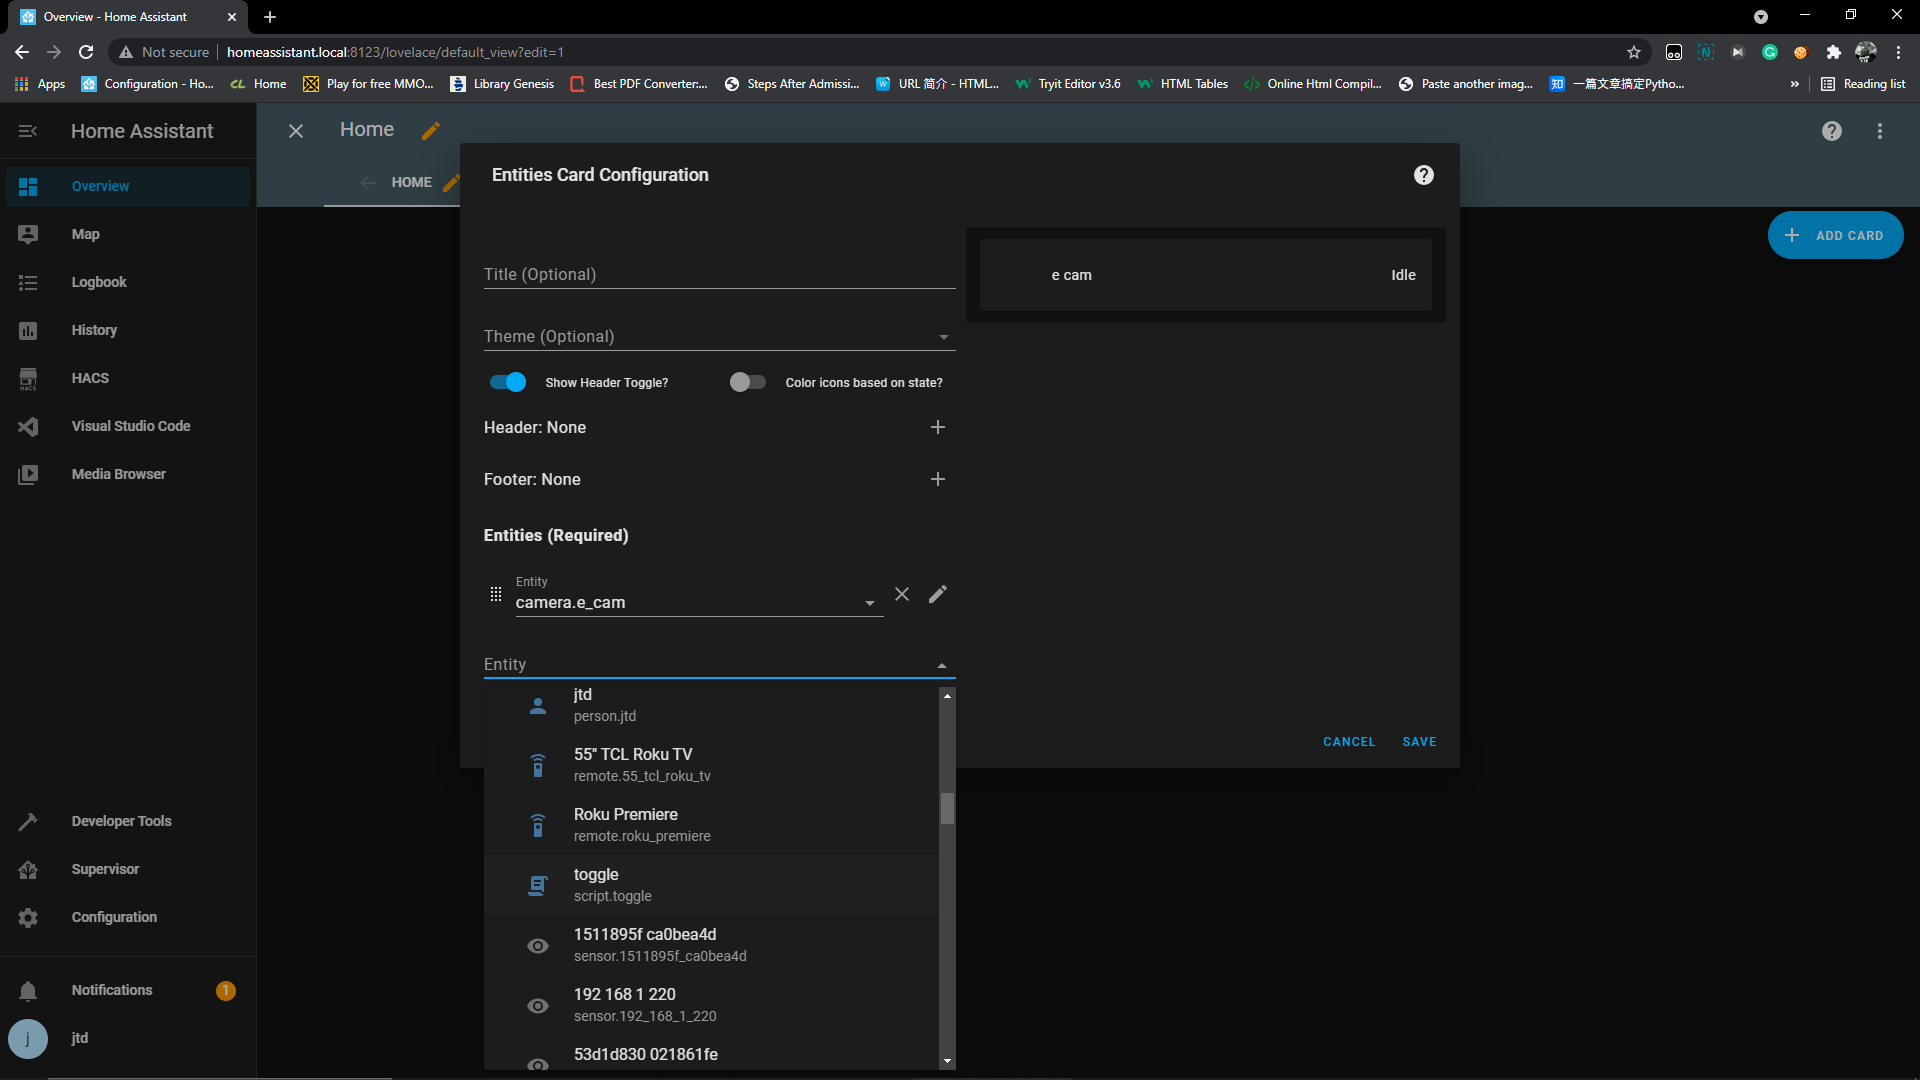 Overview - Home Assistant
Not secure
homeassistant.local:8123/lovelace/default_view?edit=1
Apps
Configuration - Ho...
CL
Home
Play for free MMO...
Library Genesis
Best PDF Converter:...
Steps After Admissi...
W
URL 简介 - HTML...
Tryit Editor v3.6
HTML Tables
Online Html Compil...
Paste another imag...
知
一篇文章搞定Pytho...
»
Reading list
Home Assistant
Home
HOME
ADD CARD
Overview
Map
Logbook
History
HACS
HACS
Visual Studio Code
Media Browser
Developer Tools
Supervisor
Configuration
Notifications
1
j
jtd
Entities Card Configuration
Title (Optional)
e cam
Idle
Theme (Optional)
Show Header Toggle?
Color icons based on state?
Header: None
Footer: None
Entities (Required)
Entity
camera.e_cam
Entity
jtd
person.jtd
55" TCL Roku TV
remote.55_tcl_roku_tv
Roku Premiere
remote.roku_premiere
toggle
script.toggle
1511895f ca0bea4d
sensor.1511895f_ca0bea4d
192 168 1 220
sensor.192_168_1_220
53d1d830 021861fe
CANCEL
SAVE